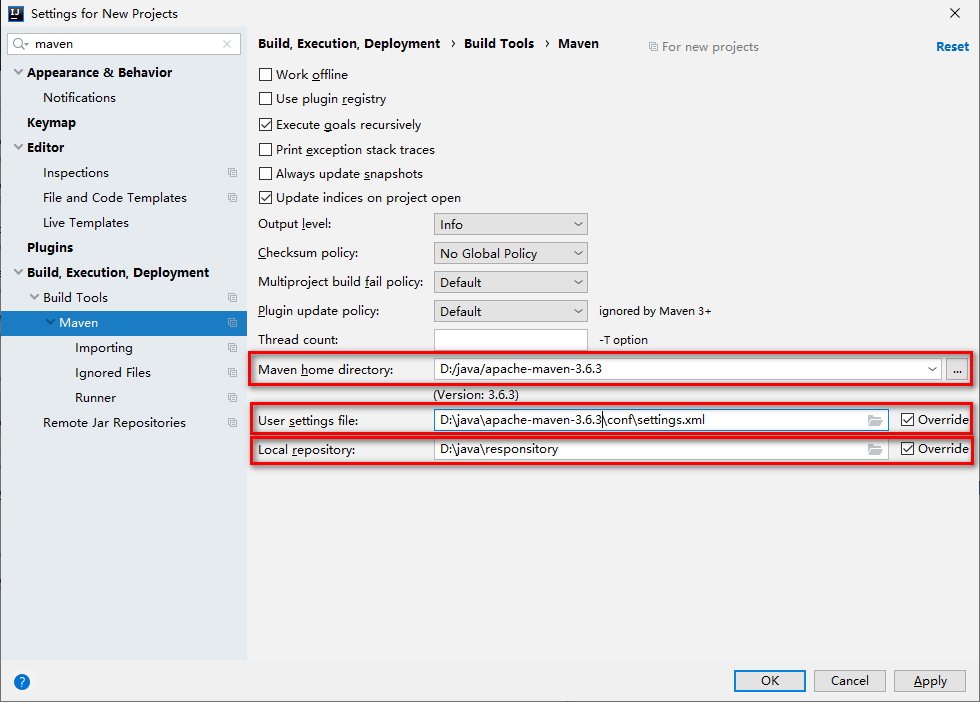 Settings for New Projects
maven
Appearance & Behavior
Notifications
Keymap
Editor
Inspections
File and Code Templates
Live Templates
Plugins
Build, Execution, Deployment
Build Tools
Maven
Importing
Ignored Files
Runner
Remote Jar Repositories
Build, Execution, Deployment › Build Tools › Maven For new projects Reset
Work offline
Use plugin registry
Execute goals recursively
Print exception stack traces
Always update snapshots
Update indices on project open
Output level: Info
Checksum policy: No Global Policy
Multiproject build fail policy: Default
Plugin update policy: Default ignored by Maven 3+
Thread count: -T option
Maven home directory: D:/java/apache-maven-3.6.3 ...
(Version: 3.6.3)
User settings file: D:\java\apache-maven-3.6.3\conf\settings.xml Override
Local repository: D:\java\responsitory Override
? OK Cancel Apply